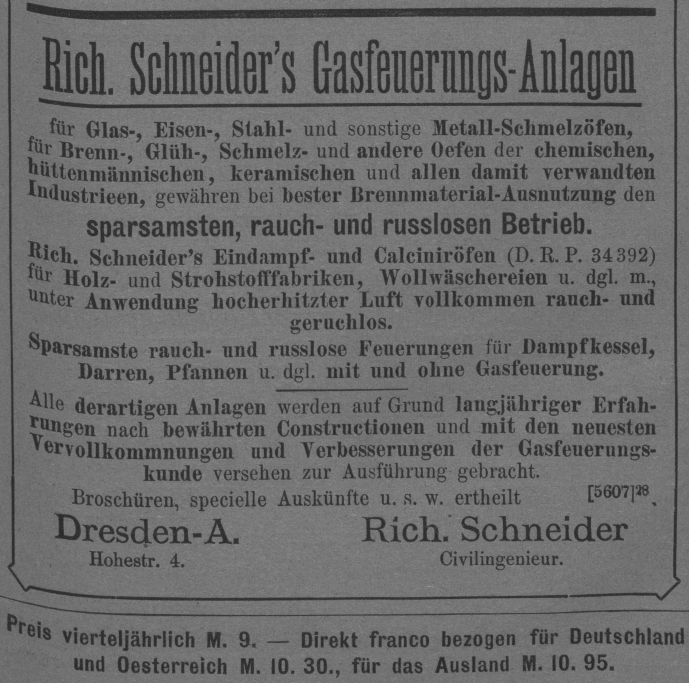 Rich. Schneider's Gasfeuerungs-Anlagen
für Glas-, Eisen-, Stahl- und sonstige Metall-Schmelzöfen,
für Brenn-, Glüh-, Schmelz- und andere Oefen der chemischen,
hüttenmännischen, keramischen und allen damit verwandten
Industrieen, gewähren bei bester Brennmaterial-Ausnutzung den
sparsamsten, rauch- und russlosen Betrieb.
Rich. Schneider's Eindampf- und Calciniröfen (D. R. P. 34392)
für Holz- und Strohstofffabriken, Wollwäschereien u. dgl. m.,
unter Anwendung hocherhitzter Luft vollkommen rauch- und
geruchlos.
Sparsamste rauch- und russlose Feuerungen für Dampfkessel,
Darren, Pfannen u. dgl. mit und ohne Gasfeuerung.
Alle derartigen Anlagen werden auf Grund langjähriger Erfah-
rungen nach bewährten Constructionen und mit den neuesten
Vervollkommnungen und Verbesserungen der Gasfeuerungs-
kunde versehen zur Ausführung gebracht.
Broschüren, specielle Auskünfte u. s. w. ertheilt [5607]28
Dresden-A. Rich. Schneider
Hohestr. 4. Civilingenieur.
Preis vierteljährlich M. 9. — Direkt franco bezogen für Deutschland
und Oesterreich M. 10. 30., für das Ausland M. 10. 95.